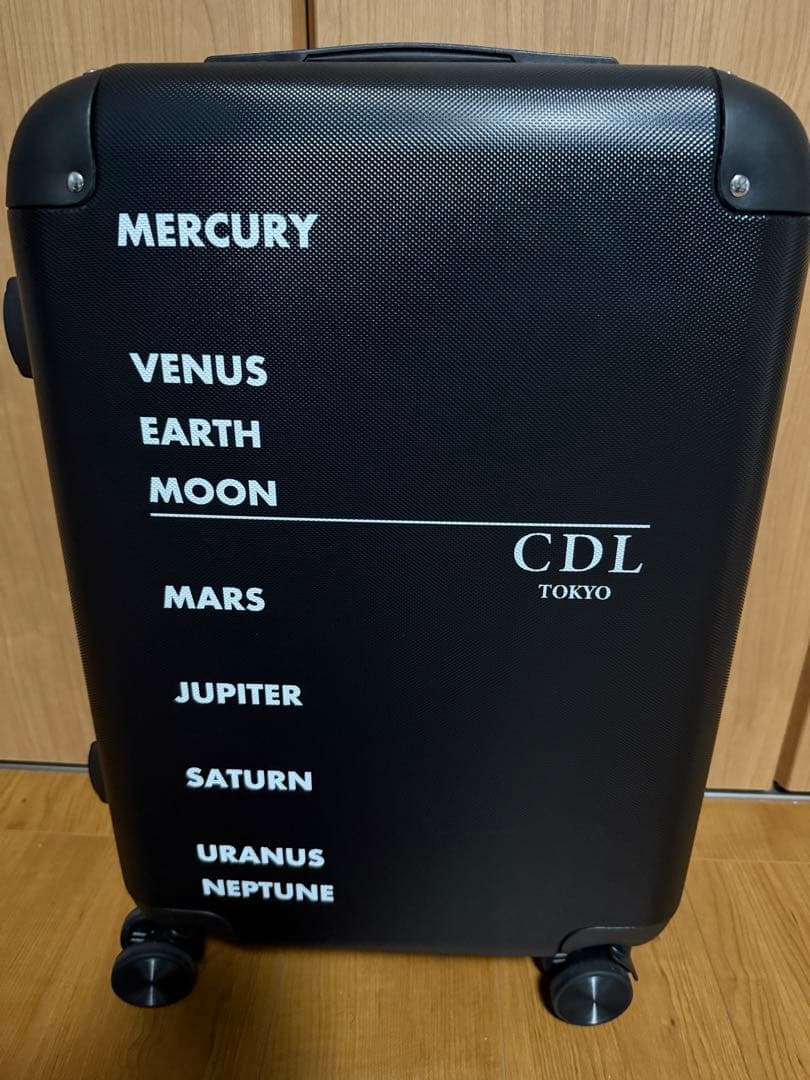 MERCURY
VENUS
EARTH
MOON
CDL
TOKYO
MARS
JUPITER
SATURN
URANUS
NEPTUNE